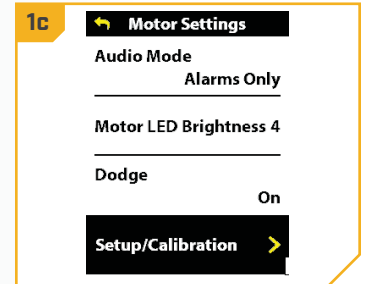 1c
Motor Settings
Audio Mode
Alarms Only
Motor LED Brightness 4
Dodge
On
Setup/Calibration